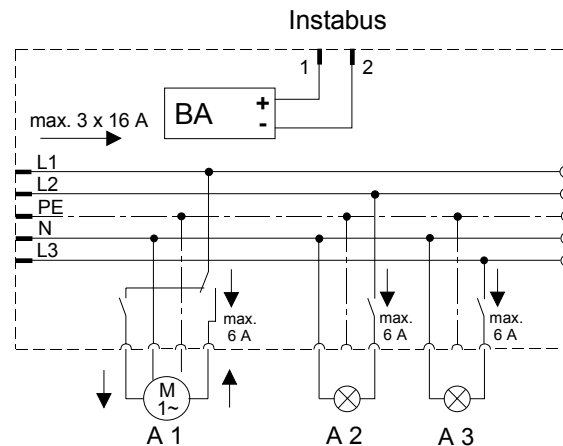 Instabus
1 2
BA + -
max. 3 x 16 A
L1
L2
PE
N
L3
max.
6 A
max.
6 A
max.
6 A
M
1~
A 1 A 2 A 3